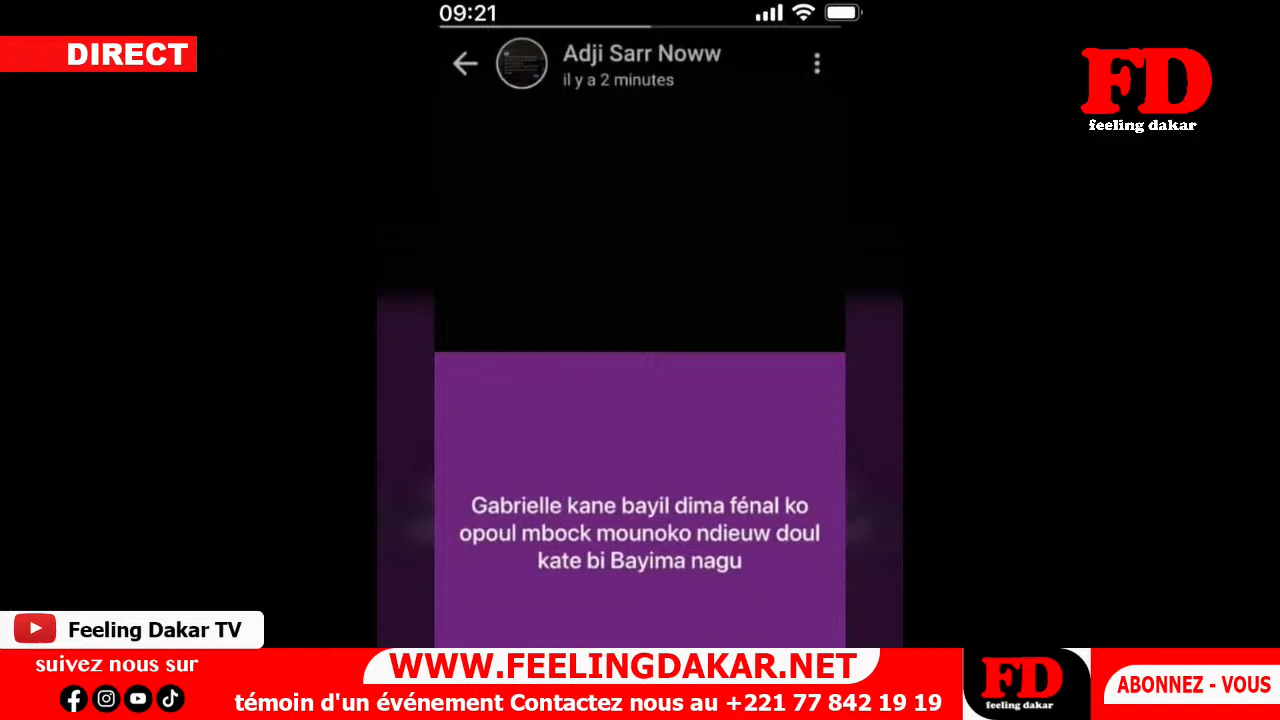 09:21
DIRECT
Adji Sarr Noww
il y a 2 minutes
FD
feeling dakar
Gabrielle kane bayil dima fénal ko
opoul mbock mounoko ndieuw doul
kate bi Bayima nagu
Feeling Dakar TV
suivez nous sur
WWW.FEELINGDAKAR.NET
témoin d'un événement Contactez nous au +221 77 842 19 19
FD
feeling dakar
ABONNEZ - VOUS